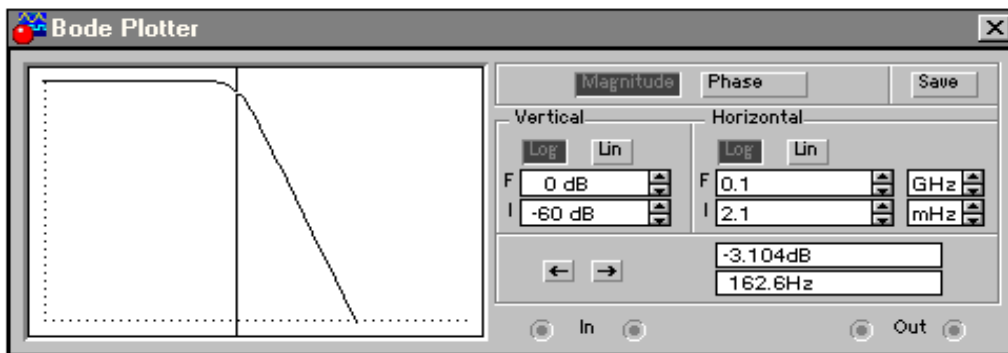 Bode Plotter
Magnitude Phase Save
Vertical Horizontal
Log Lin Log Lin
F 0 dB F 0.1 GHz
I -60 dB I 2.1 mHz
-3.104dB
162.6Hz
In Out